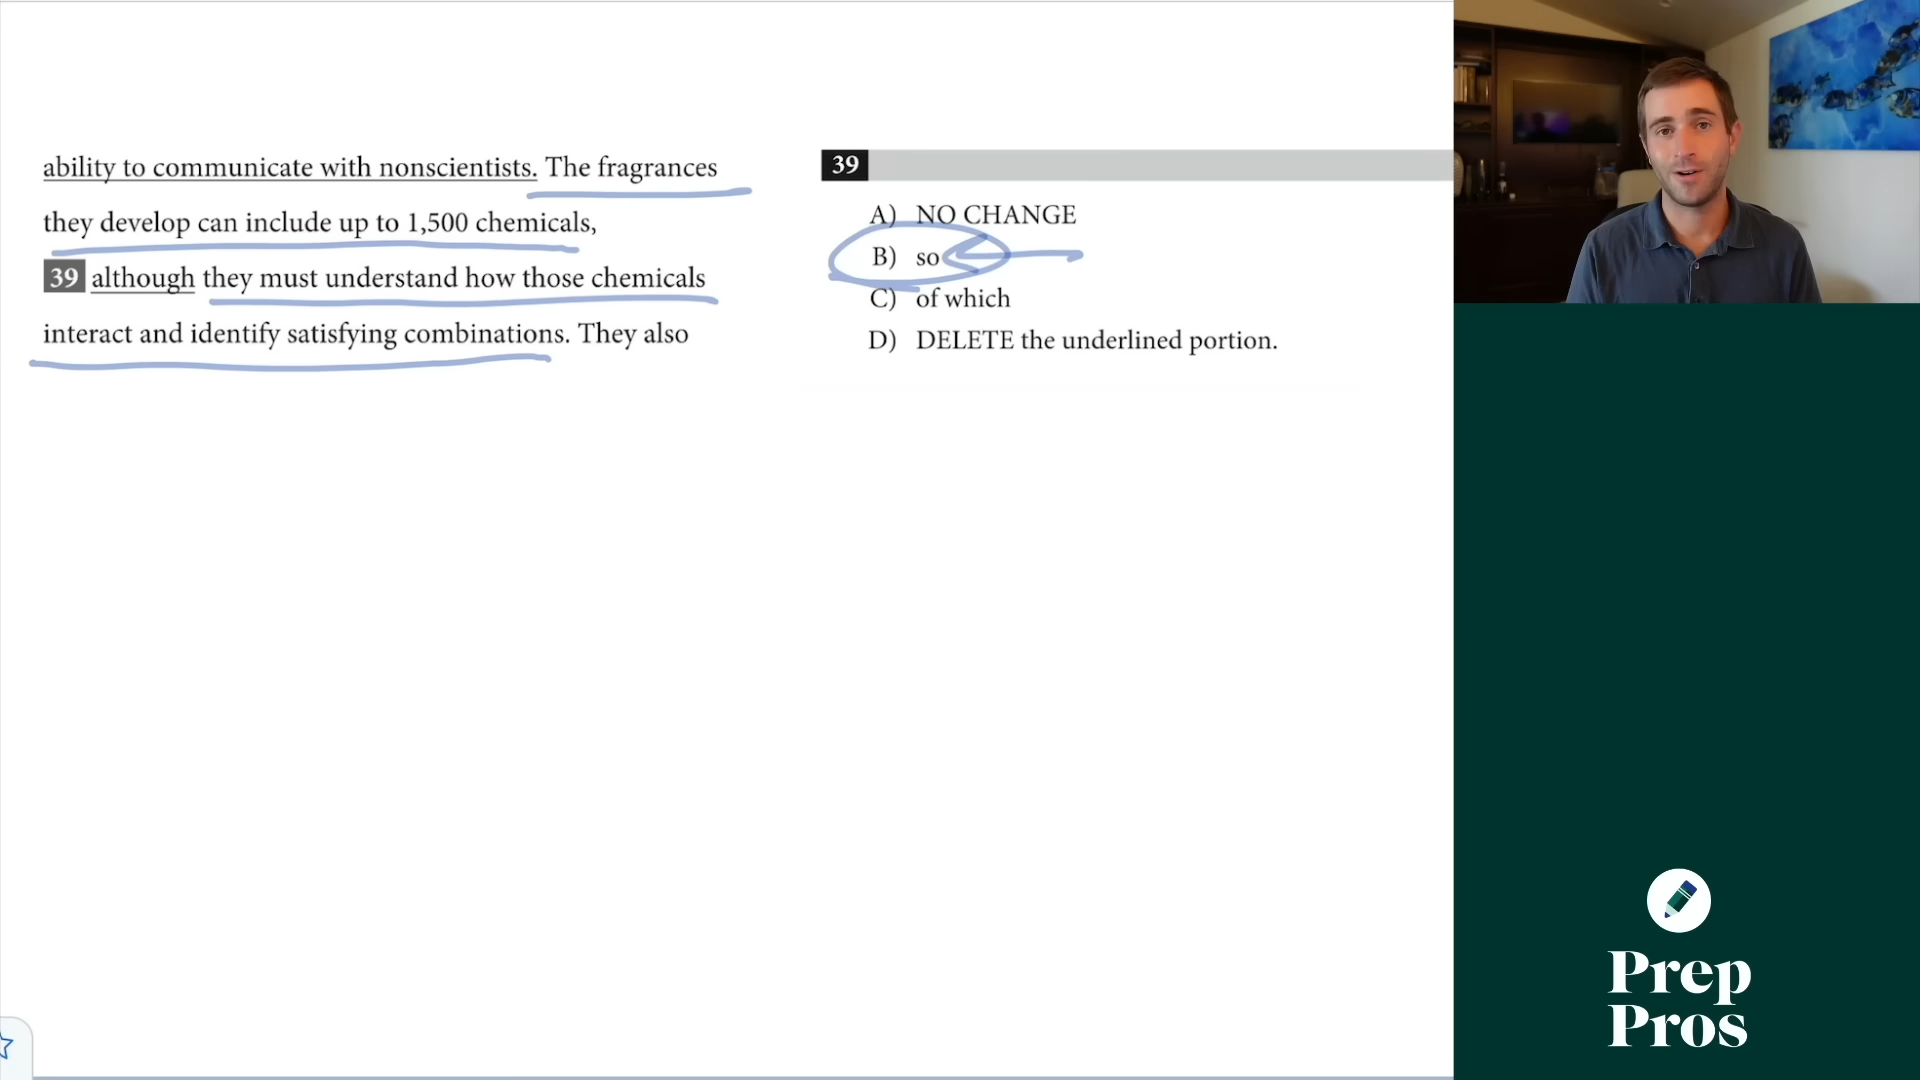 ability to communicate with nonscientists. The fragrances
they develop can include up to 1,500 chemicals,
39 although they must understand how those chemicals
interact and identify satisfying combinations. They also
39
A) NO CHANGE
B) so
C) of which
D) DELETE the underlined portion.
Prep
Pros